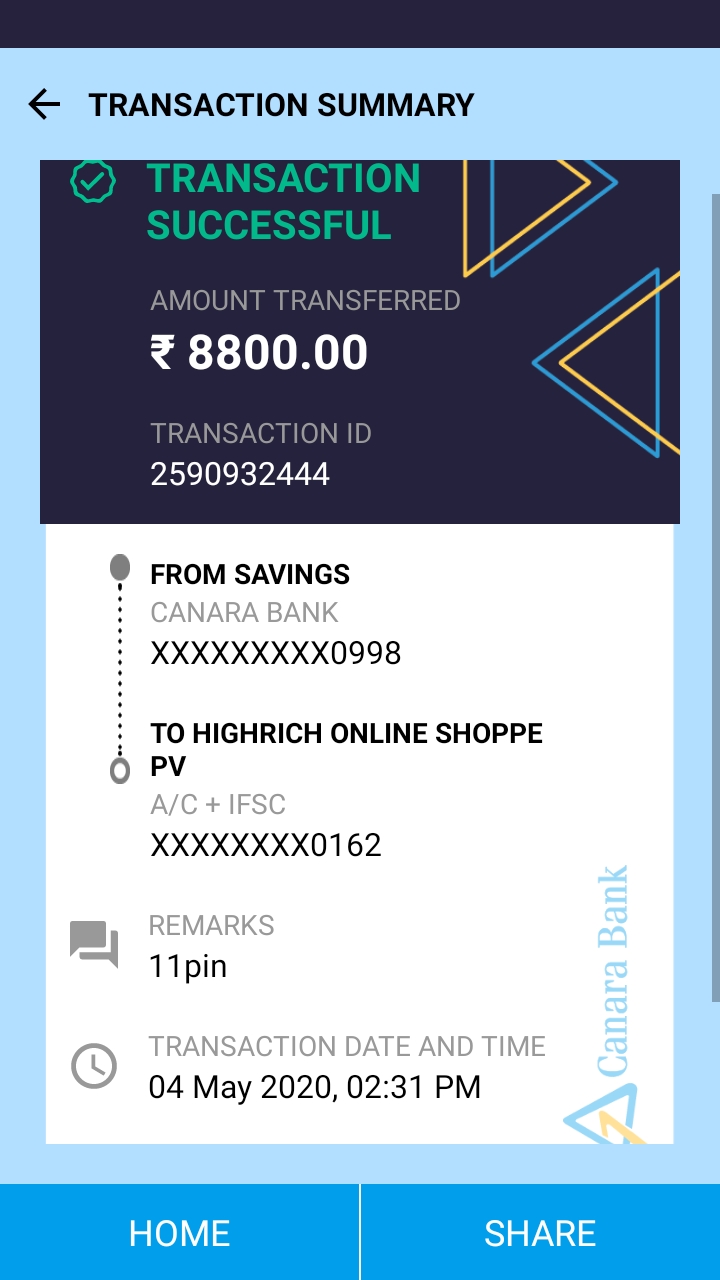 TRANSACTION SUMMARY
TRANSACTION
SUCCESSFUL
AMOUNT TRANSFERRED
₹ 8800.00
TRANSACTION ID
2590932444
FROM SAVINGS
CANARA BANK
XXXXXXXXX0998
TO HIGHRICH ONLINE SHOPPE
PV
A/C + IFSC
XXXXXXXX0162
REMARKS
11pin
TRANSACTION DATE AND TIME
04 May 2020, 02:31 PM
Canara Bank
HOME
SHARE